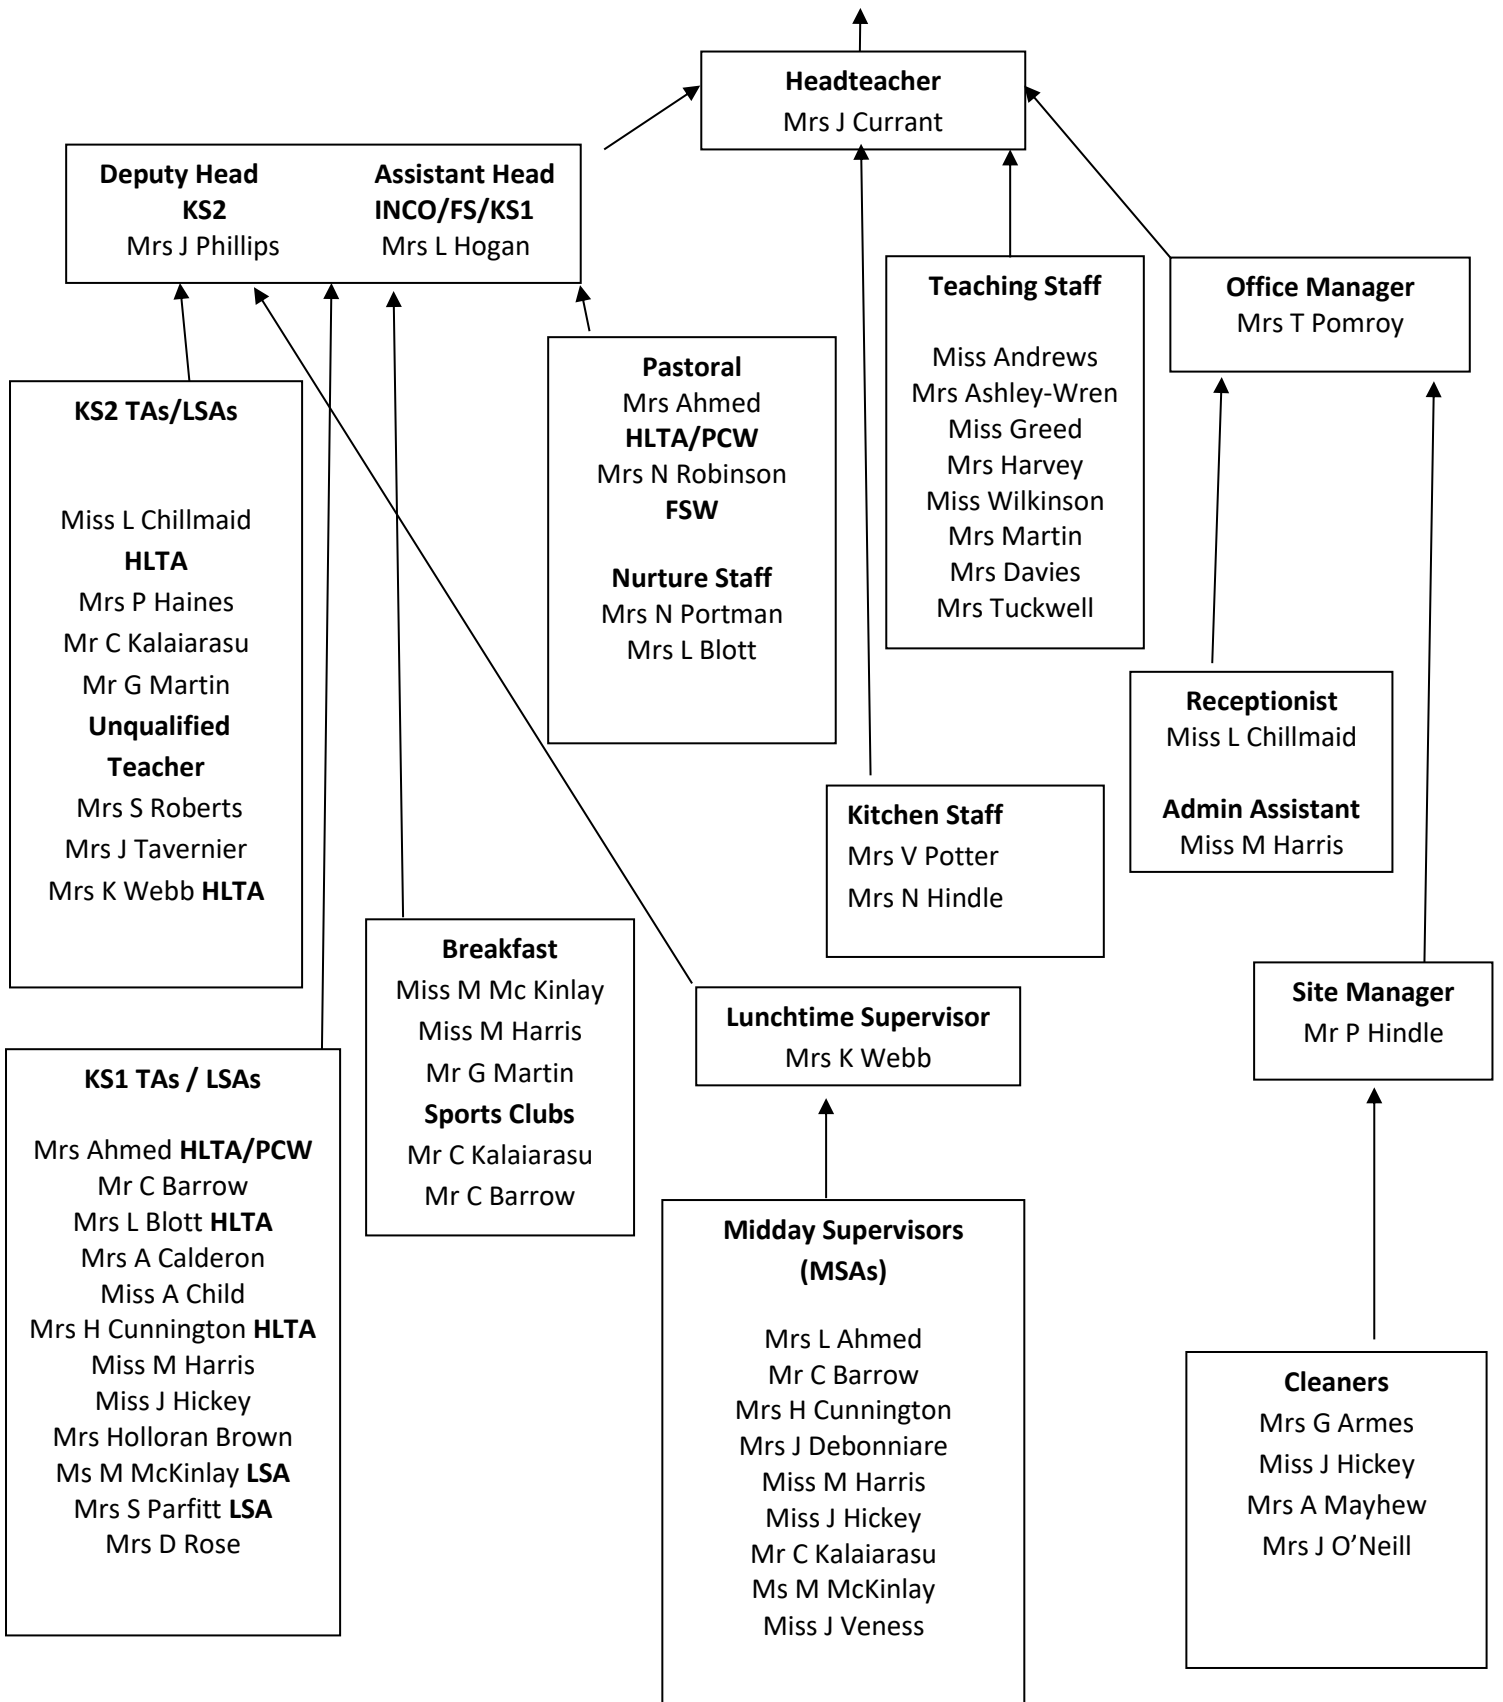 Headteacher
Mrs J Currant
Deputy Head
KS2
Mrs J Phillips
Assistant Head
INCO/FS/KS1
Mrs L Hogan
Teaching Staff
Miss Andrews
Mrs Ashley-Wren
Miss Greed
Mrs Harvey
Miss Wilkinson
Mrs Martin
Mrs Davies
Mrs Tuckwell
Office Manager
Mrs T Pomroy
Pastoral
Mrs Ahmed
HLTA/PCW
Mrs N Robinson
FSW
Nurture Staff
Mrs N Portman
Mrs L Blott
KS2 TAs/LSAs
Miss L Chillmaid
HLTA
Mrs P Haines
Mr C Kalaiarasu
Mr G Martin
Unqualified
Teacher
Mrs S Roberts
Mrs J Tavernier
Mrs K Webb HLTA
Receptionist
Miss L Chillmaid
Admin Assistant
Miss M Harris
Kitchen Staff
Mrs V Potter
Mrs N Hindle
Breakfast
Miss M Mc Kinlay
Miss M Harris
Mr G Martin
Sports Clubs
Mr C Kalaiarasu
Mr C Barrow
Lunchtime Supervisor
Mrs K Webb
Site Manager
Mr P Hindle
KS1 TAs / LSAs
Mrs Ahmed HLTA/PCW
Mr C Barrow
Mrs L Blott HLTA
Mrs A Calderon
Miss A Child
Mrs H Cunnington HLTA
Miss M Harris
Miss J Hickey
Mrs Holloran Brown
Ms M McKinlay LSA
Mrs S Parfitt LSA
Mrs D Rose
Midday Supervisors
(MSAs)
Mrs L Ahmed
Mr C Barrow
Mrs H Cunnington
Mrs J Debonniare
Miss M Harris
Miss J Hickey
Mr C Kalaiarasu
Ms M McKinlay
Miss J Veness
Cleaners
Mrs G Armes
Miss J Hickey
Mrs A Mayhew
Mrs J O’Neill